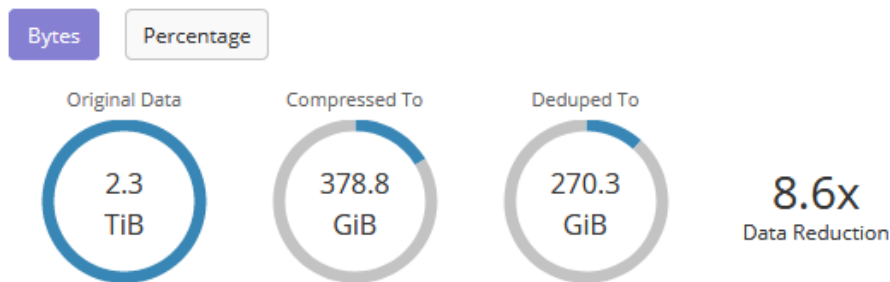 Bytes
Percentage
Original Data
2.3
TiB
Compressed To
378.8
GiB
Deduped To
270.3
GiB
8.6x
Data Reduction